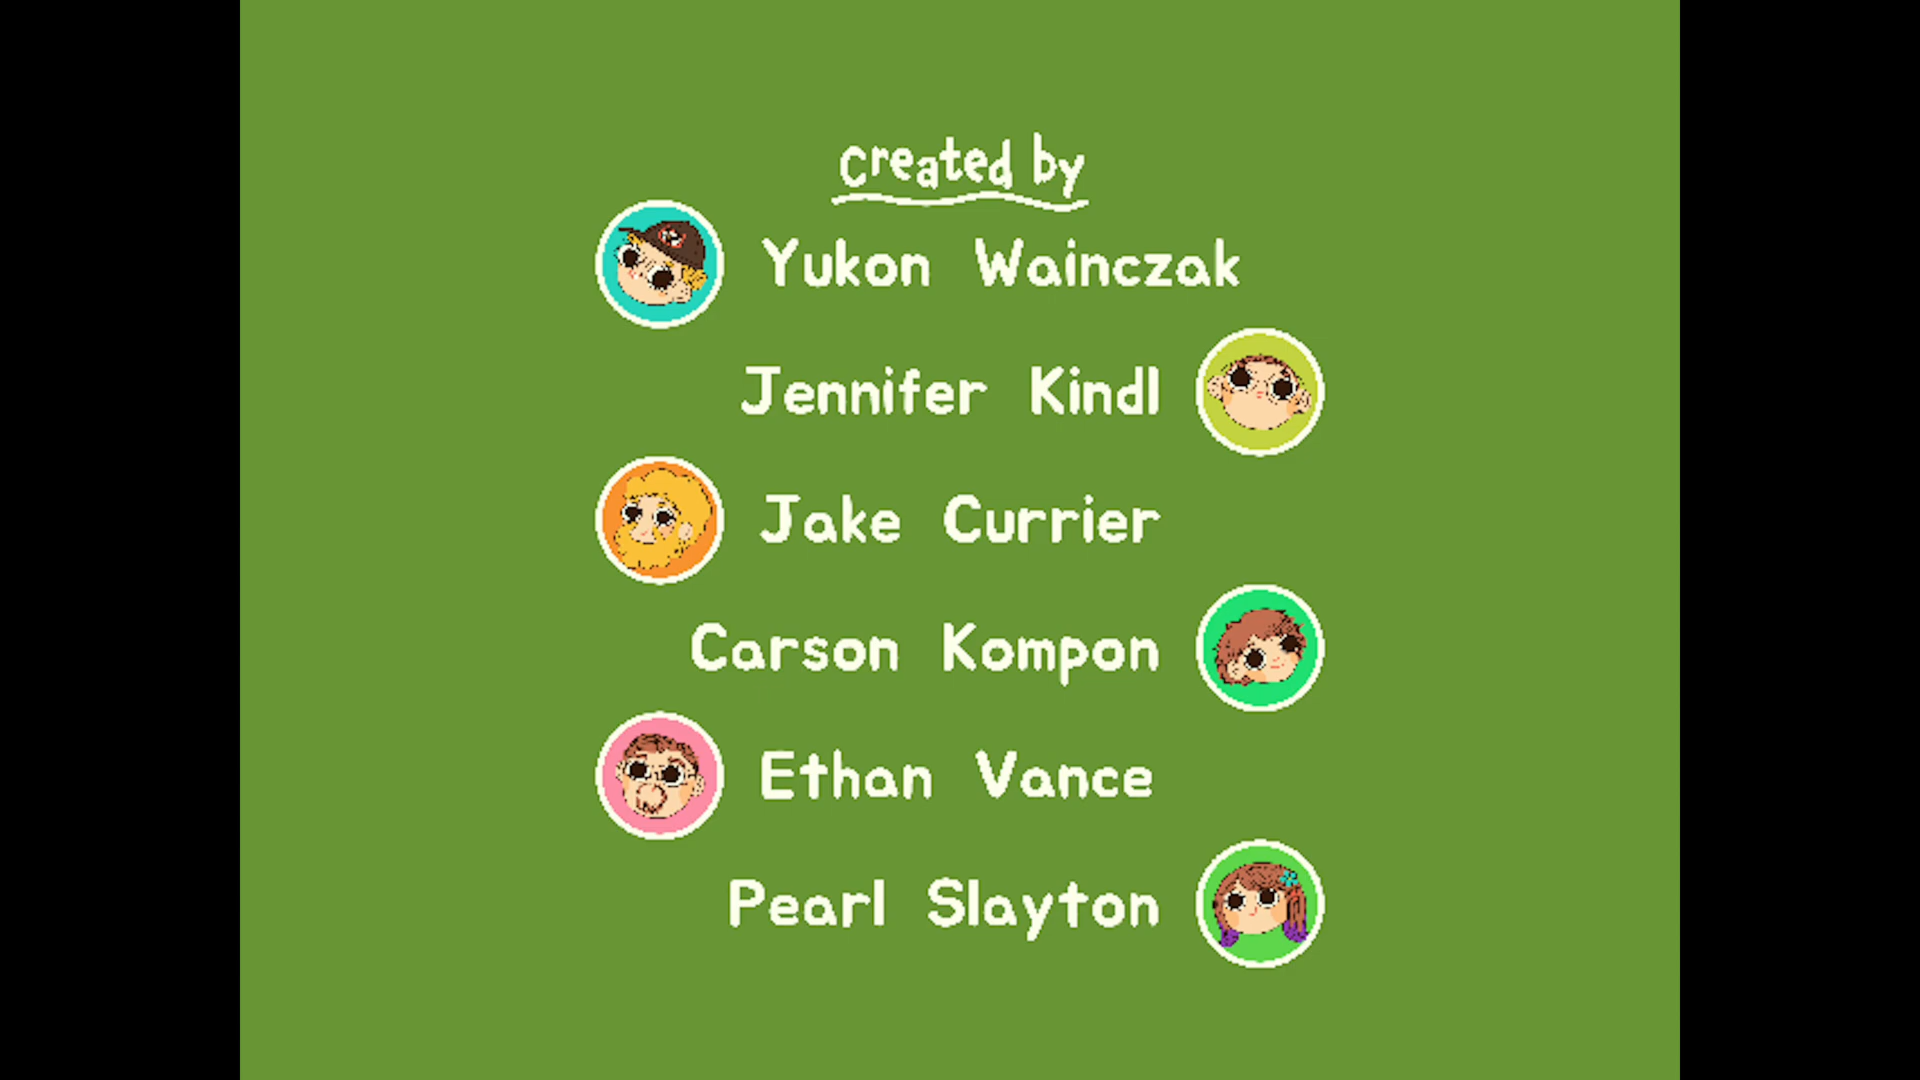 created by
Yukon Wainczak
Jennifer Kindl
Jake Currier
Carson Kompon
Ethan Vance
Pearl Slayton